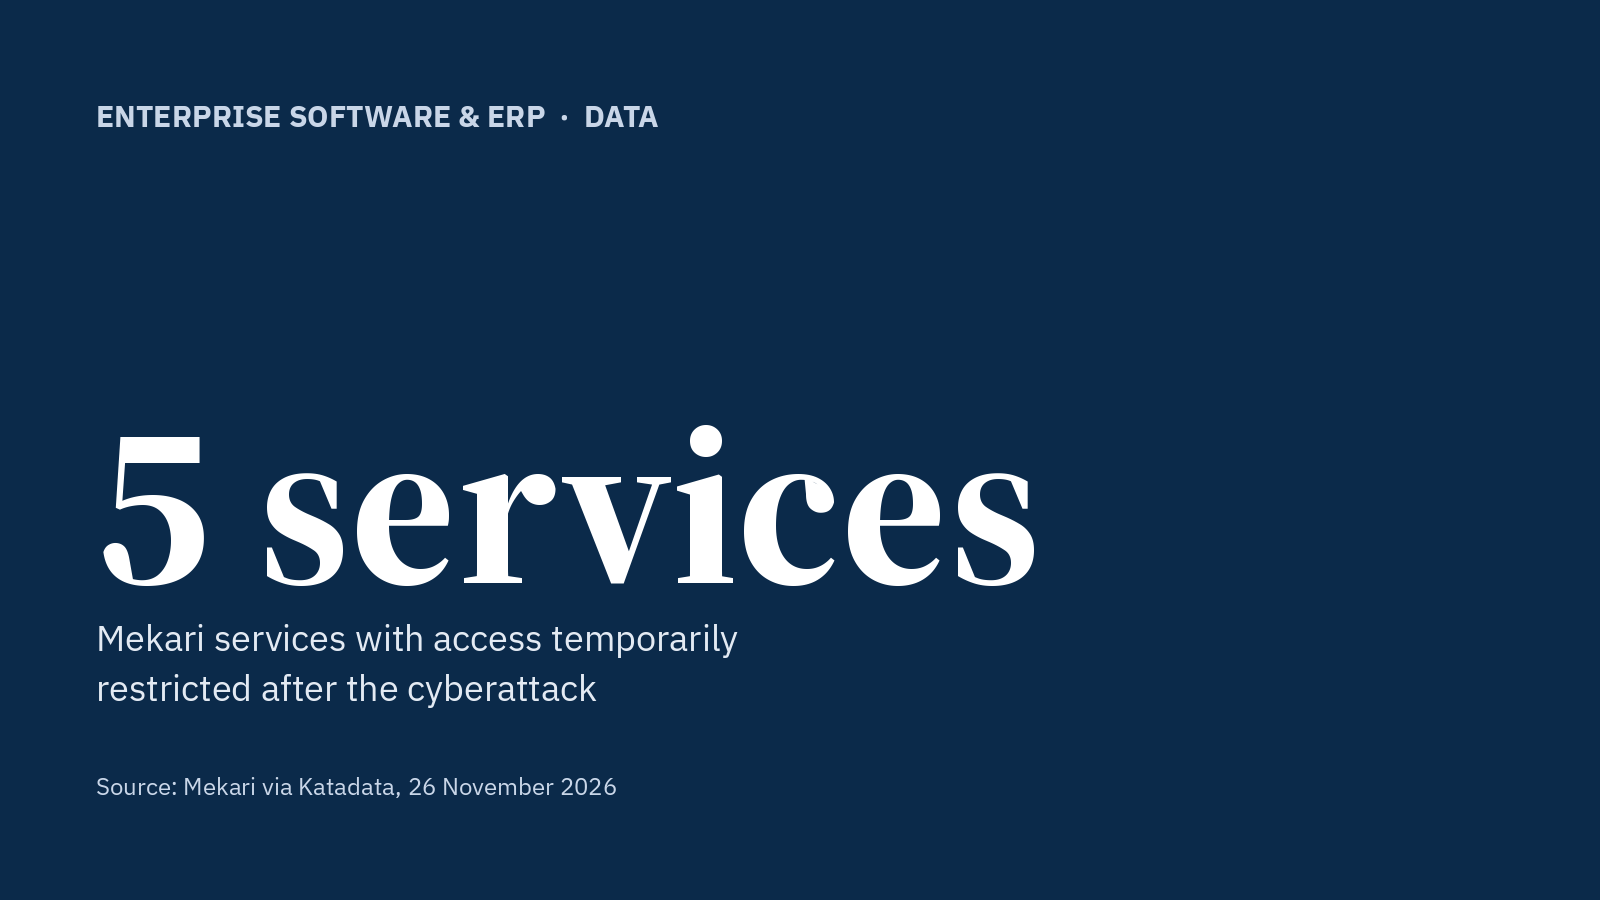 ENTERPRISE SOFTWARE & ERP · DATA
5 services
Mekari services with access temporarily
restricted after the cyberattack
Source: Mekari via Katadata, 26 November 2026